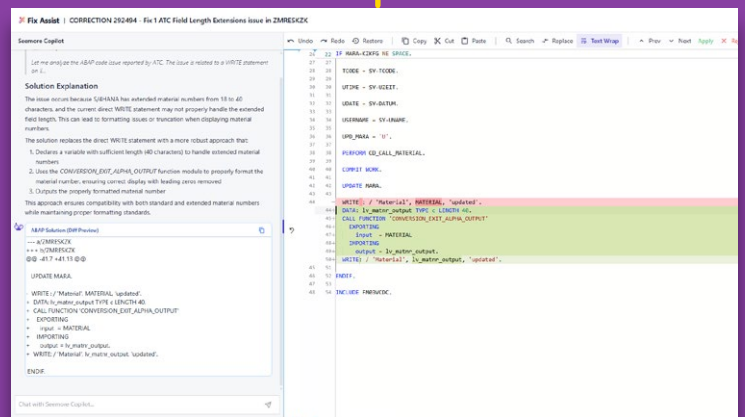 Fix Assist | CORRECTION 292494 - Fix 1 ATC Field Length Extensions issue in ZMRESKZK
Seemore Copilot
Let me analyze the ABAP code issue reported by ATC. The issue is related to a WRITE statement
on l...
Solution Explanation
The issue occurs because S/4HANA has extended material numbers from 18 to 40
characters, and the current direct WRITE statement may not properly handle the extended
field length. This can lead to formatting issues or truncation when displaying material
numbers.
The solution replaces the direct WRITE statement with a more robust approach that:
1. Declares a variable with sufficient length (40 characters) to handle extended material
numbers
2. Uses the CONVERSION_EXIT_ALPHA_OUTPUT function module to properly format the
material number, ensuring correct display with leading zeros removed
3. Outputs the properly formatted material number
This approach ensures compatibility with both standard and extended material numbers
while maintaining proper formatting standards.
ABAP Solution (Diff Preview)
--- a/ZMRESKZK
+++ b/ZMRESKZK
@@ -41,7 +41,13 @@
UPDATE MARA.
- WRITE : / 'Material', MATERIAL, 'updated'.
+ DATA: lv_matnr_output TYPE c LENGTH 40.
+ CALL FUNCTION 'CONVERSION_EXIT_ALPHA_OUTPUT'
+ EXPORTING
+ input = MATERIAL
+ IMPORTING
+ output = lv_matnr_output.
+ WRITE: / 'Material', lv_matnr_output, 'updated'.
ENDIF.
Chat with Seemore Copilot...
Undo Redo Restore Copy Cut Paste Search Replace Text Wrap Prev Next Apply
IF MARA-KZKFG NE SPACE.
TCODE = SY-TCODE.
UTIME = SY-UZEIT.
UDATE = SY-DATUM.
USERNAME = SY-UNAME.
UPD_MARA = 'U'.
PERFORM CD_CALL_MATERIAL.
COMMIT WORK.
UPDATE MARA.
WRITE : / 'Material', MATERIAL, 'updated'.
DATA: lv_matnr_output TYPE c LENGTH 40.
CALL FUNCTION 'CONVERSION_EXIT_ALPHA_OUTPUT'
EXPORTING
input = MATERIAL
IMPORTING
output = lv_matnr_output.
WRITE: / 'Material', lv_matnr_output, 'updated'.
ENDIF.